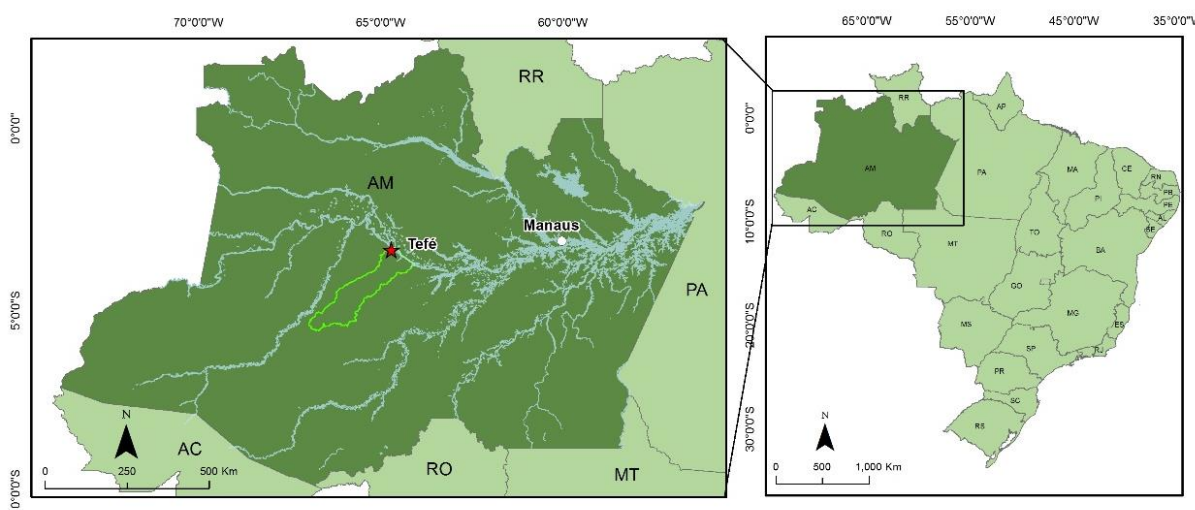 70°0'0"W
65°0'0"W
60°0'0"W
0°0'0"
5°0'0"S
0°0'0"S
RR
AM
Manaus
Tefé
PA
AC
RO
MT
N
0 250 500 Km
65°0'0"W
55°0'0"W
45°0'0"W
35°0'0"W
0°0'0"
10°0'0"S
20°0'0"S
30°0'0"S
RR
AP
AM
PA
MA
CE
RN
PB
PE
AL
SE
PI
AC
RO
TO
MT
BA
GO
MG
ES
MS
SP
RJ
PR
SC
RS
N
0 500 1,000 Km